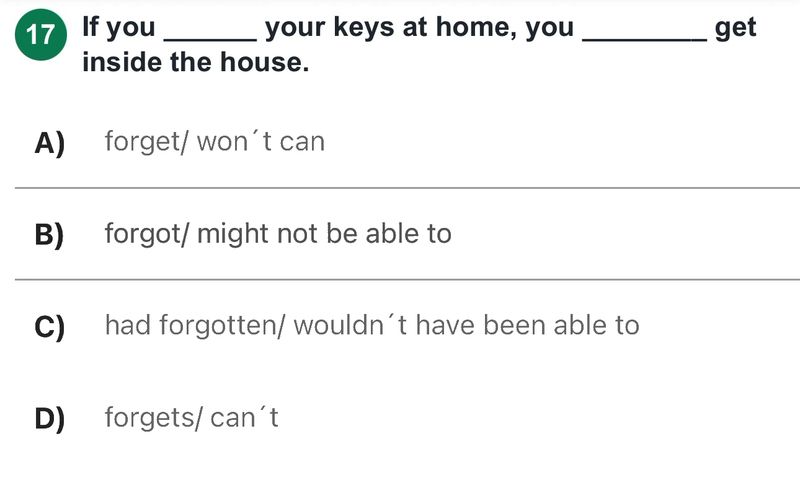 17 If you ______ your keys at home, you ________ get
inside the house.
A) forget/ won´t can
B) forgot/ might not be able to
C) had forgotten/ wouldn´t have been able to
D) forgets/ can´t